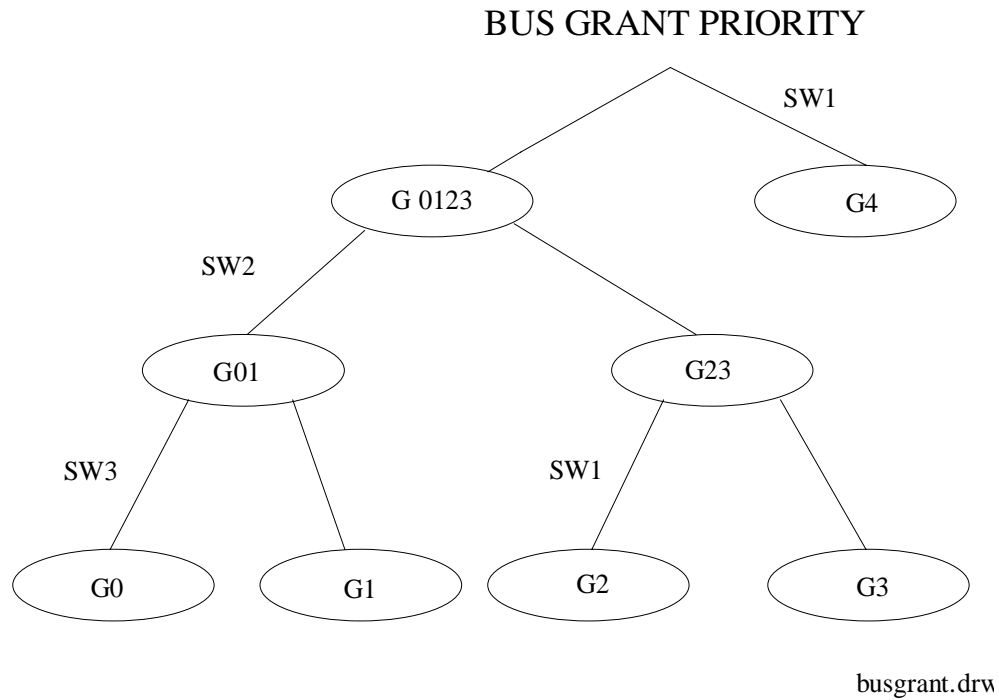 BUS GRANT PRIORITY
SW1
G 0123
G4
SW2
G01
G23
SW3
SW1
G0
G1
G2
G3
busgrant.drw